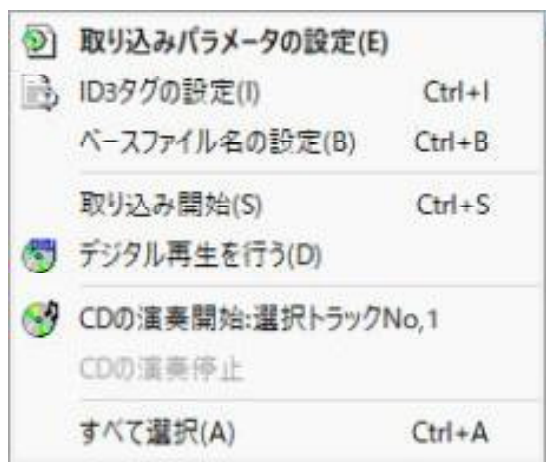 取り込みパラメータの設定(E)
ID3タグの設定(I) Ctrl+I
ベースファイル名の設定(B) Ctrl+B
取り込み開始(S) Ctrl+S
デジタル再生を行う(D)
CDの演奏開始:選択トラックNo,1
CDの演奏停止
すべて選択(A) Ctrl+A